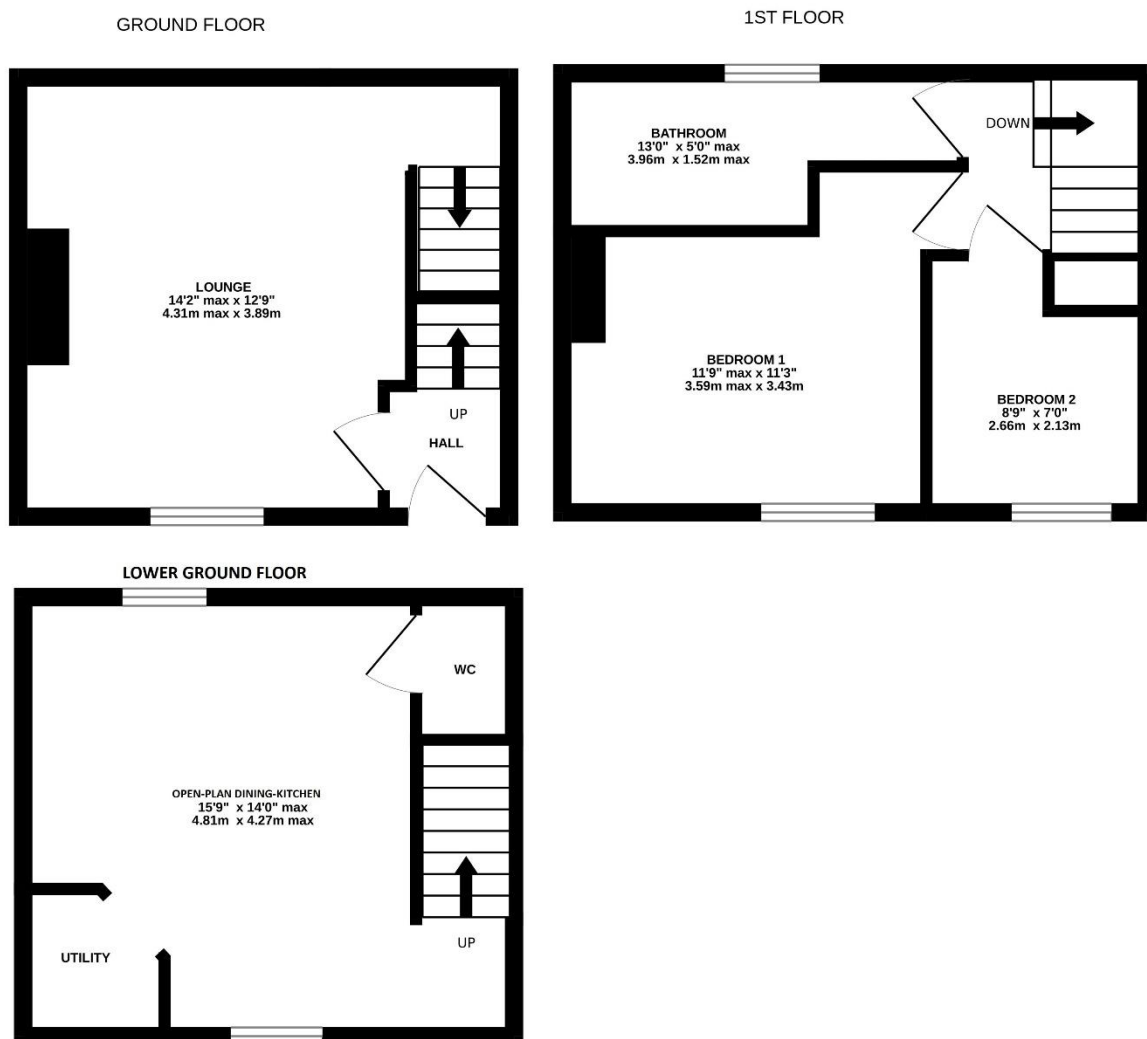 GROUND FLOOR
LOUNGE
14'2" max x 12'9"
4.31m max x 3.89m
UP
HALL
1ST FLOOR
BATHROOM
13'0" x 5'0" max
3.96m x 1.52m max
DOWN
BEDROOM 1
11'9" max x 11'3"
3.59m max x 3.43m
BEDROOM 2
8'9" x 7'0"
2.66m x 2.13m
LOWER GROUND FLOOR
WC
OPEN-PLAN DINING-KITCHEN
15'9" x 14'0" max
4.81m x 4.27m max
UP
UTILITY